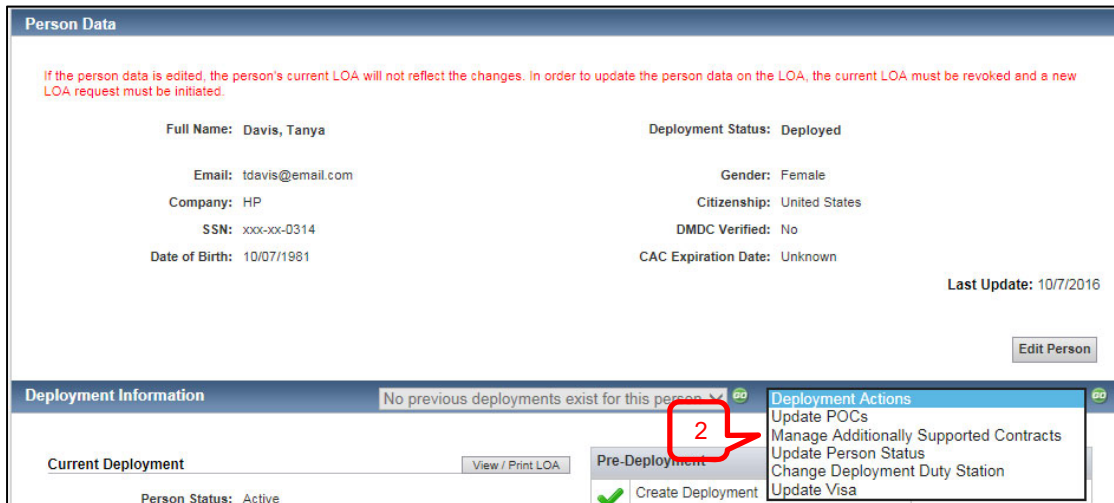 Person Data
If the person data is edited, the person's current LOA will not reflect the changes. In order to update the person data on the LOA, the current LOA must be revoked and a new
LOA request must be initiated.
Full Name: Davis, Tanya
Deployment Status: Deployed
Email: tdavis@email.com
Gender: Female
Company: HP
Citizenship: United States
SSN: xxx-xx-0314
DMDC Verified: No
Date of Birth: 10/07/1981
CAC Expiration Date: Unknown
Last Update: 10/7/2016
Edit Person
Deployment Information
No previous deployments exist for this person
GO
Deployment Actions
GO
Update POCs
2
Manage Additionally Supported Contracts
Update Person Status
Change Deployment Duty Station
Update Visa
Current Deployment
View / Print LOA
Pre-Deployment
Person Status: Active
Create Deployment